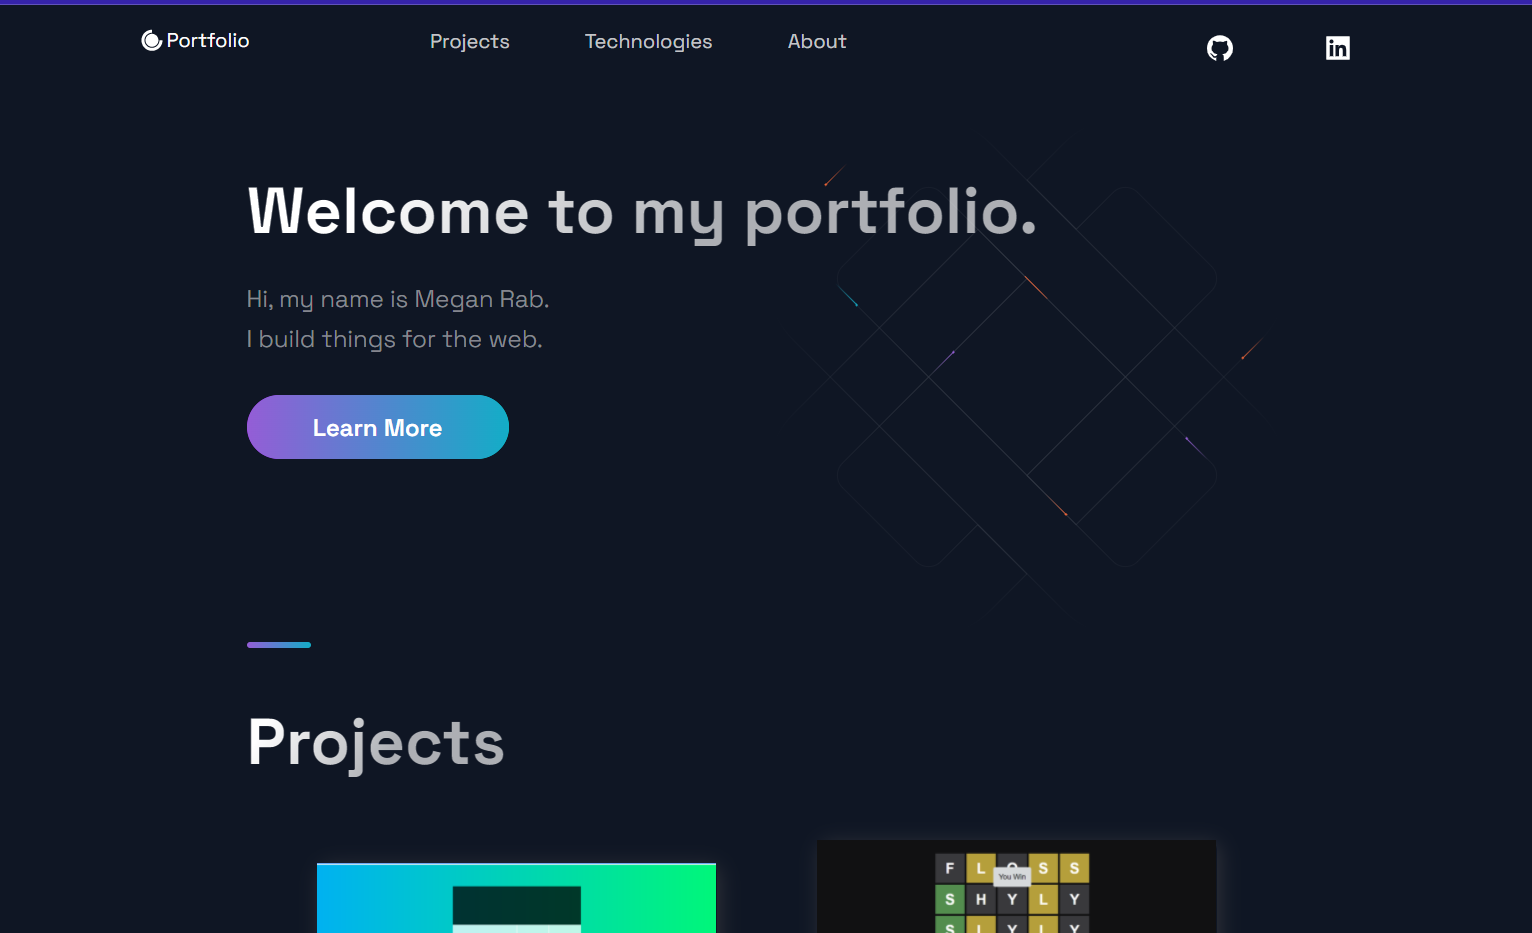 Portfolio
Projects
Technologies
About
Welcome to my portfolio.
Hi, my name is Megan Rab.
I build things for the web.
Learn More
Projects
F L O S S
You Win
S H Y L Y
S L Y L Y